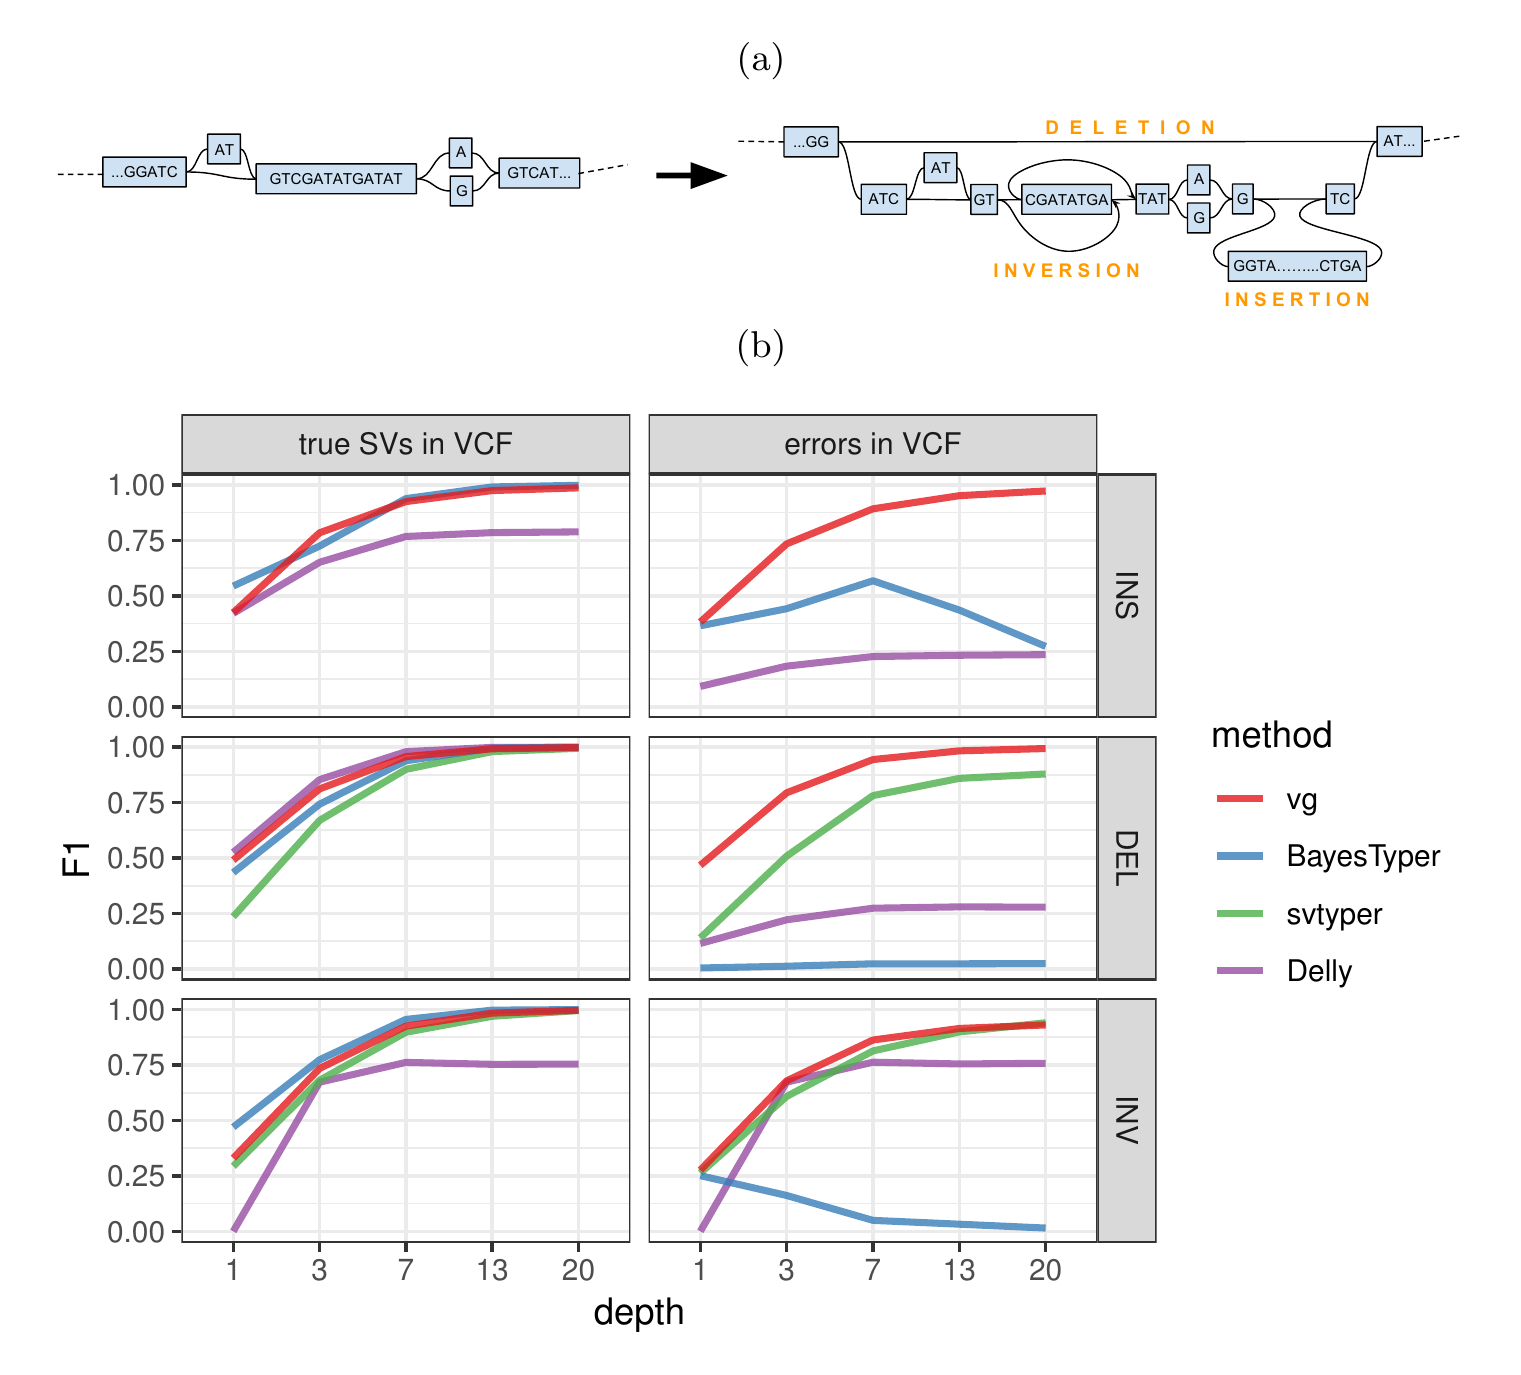 (a)
...GGATC
AT
GTCGATATGATAT
A
G
GTCAT...
...GG
DELETION
AT...
ATC
AT
GT
CGATATGA
TAT
A
G
G
TC
INVERSION
GGTA.........CTGA
INSERTION
(b)
true SVs in VCF
errors in VCF
1.00
0.75
0.50
0.25
0.00
INS
1.00
0.75
0.50
0.25
0.00
DEL
1.00
0.75
0.50
0.25
0.00
INV
F1
1 3 7 13 20
1 3 7 13 20
depth
method
vg
BayesTyper
svtyper
Delly